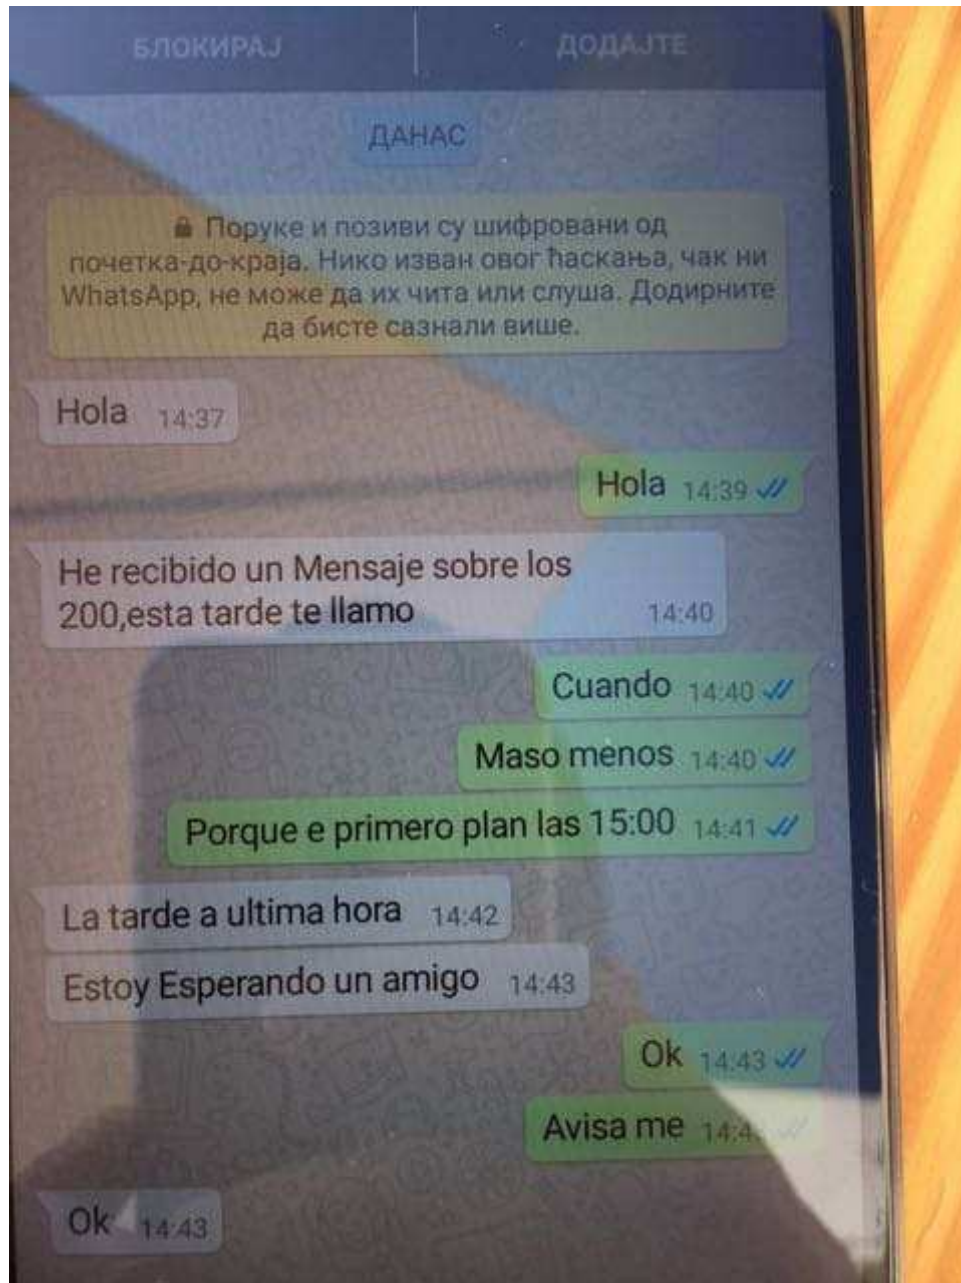 БЛОКИРАЈ ДОДАЈТЕ
ДАНАС
Поруке и позиви су шифровани од
почетка-до-краја. Нико изван овог ћаскања, чак ни
WhatsApp, не може да их чита или слуша. Додирните
да бисте сазнали више.
Hola 14:37
Hola 14:39
He recibido un Mensaje sobre los
200,esta tarde te llamo 14:40
Cuando 14:40
Maso menos 14:40
Porque e primero plan las 15:00 14:41
La tarde a ultima hora 14:42
Estoy Esperando un amigo 14:43
Ok 14:43
Avisa me
Ok 14:43